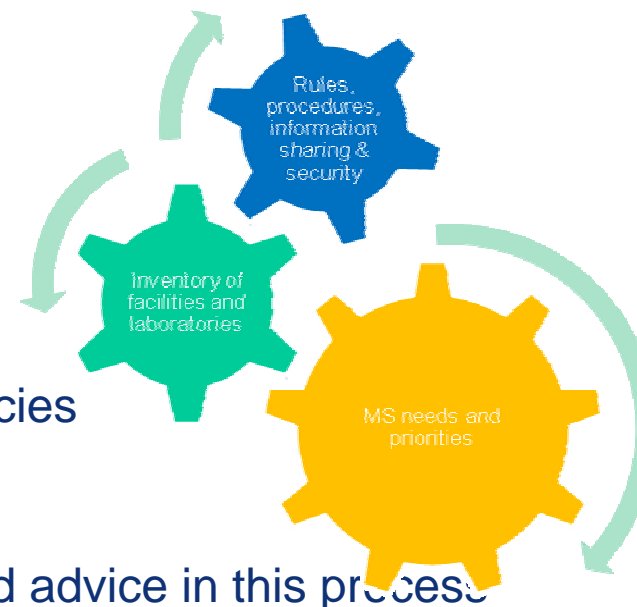 Rules,
procedures,
information
sharing &
security
Inventory of
facilities and
laboratories
MS needs and
priorities
cies
d advice in this process